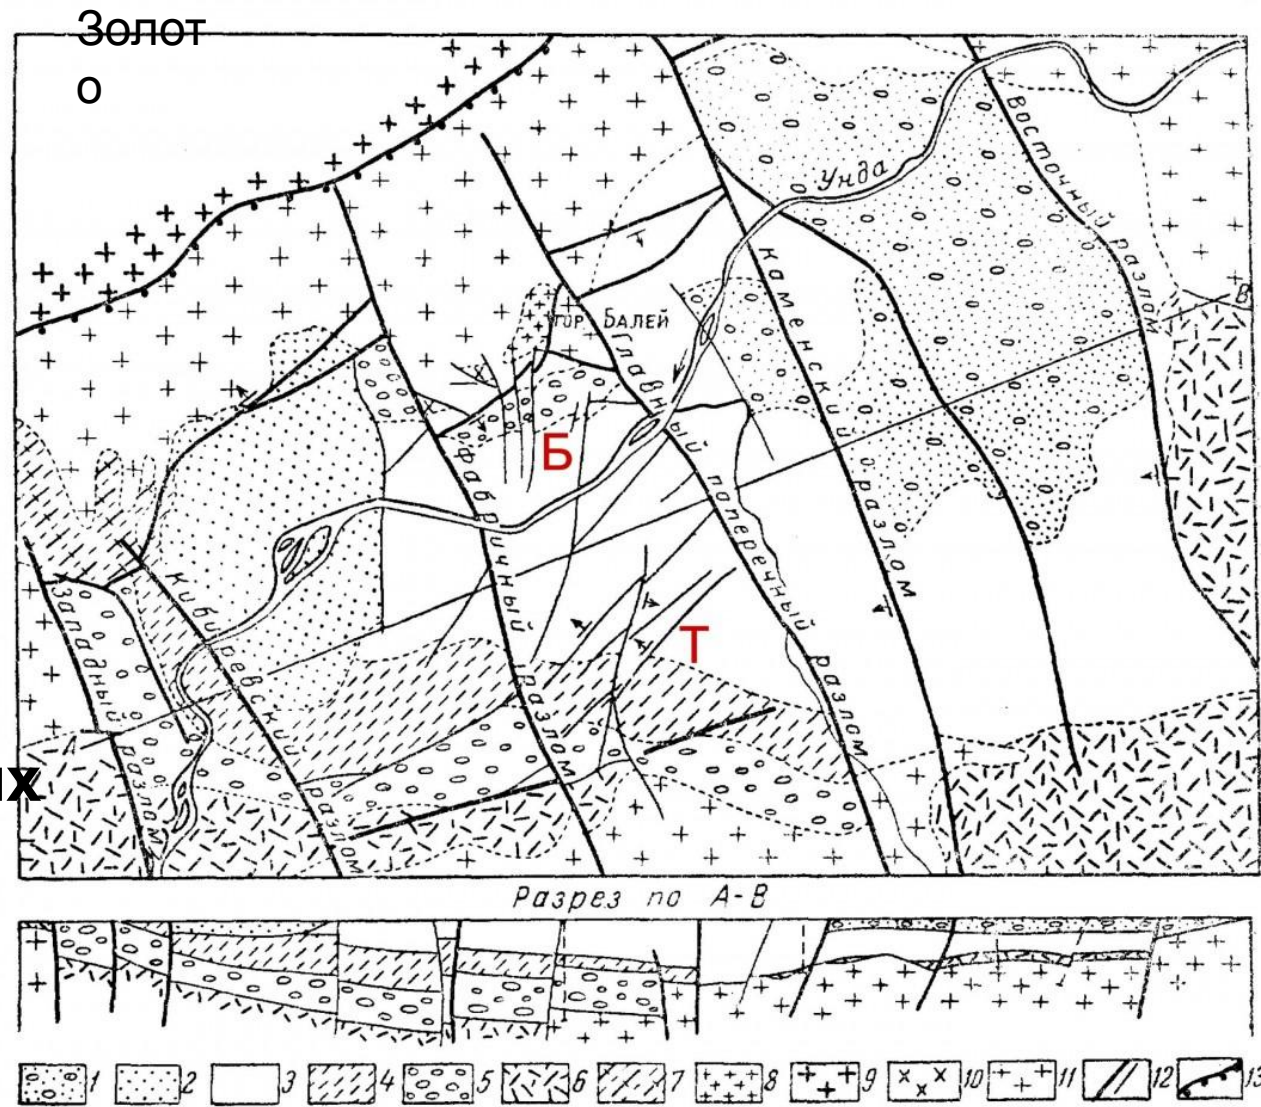 Золот
о
Унда
Восточный разлом
Каменский разлом
В
гор Балей
Главный поперечный разлом
Б
Фабричный разлом
Т
Кибиревский разлом
Западный разлом
А
ых
Разрез по А-В
1 2 3 4 5 6 7 8 9 10 11 12 13